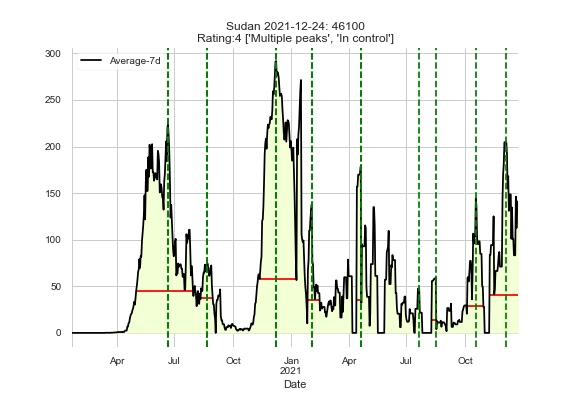 Sudan 2021-12-24: 46100
Rating:4 ['Multiple peaks', 'In control']
Average-7d
300
250
200
150
100
50
0
Apr Jul Oct Jan Apr Jul Oct
2021
Date